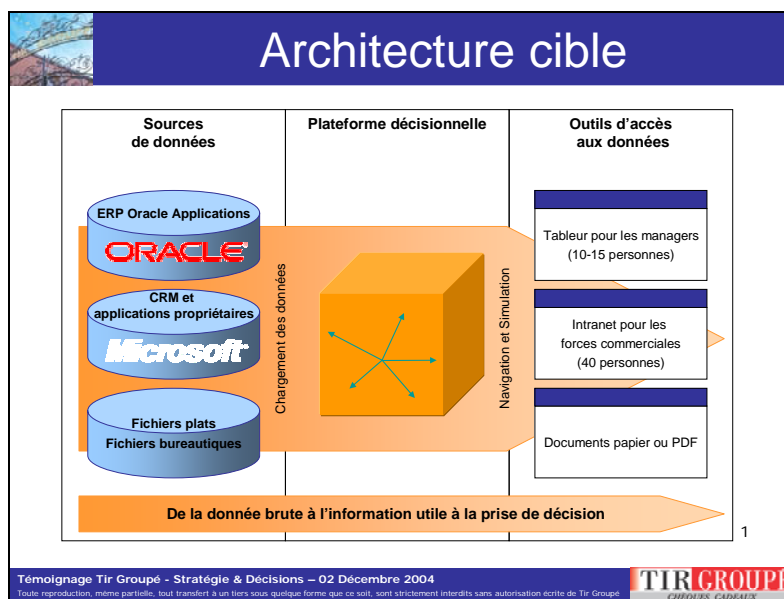 Architecture cible
Sources
de données
Plateforme décisionnelle
Outils d'accès
aux données
ERP Oracle Applications
ORACLE®
CRM et
applications propriétaires
Microsoft®
Fichiers plats
Fichiers bureautiques
Chargement des données
Navigation et Simulation
Tableur pour les managers
(10-15 personnes)
Intranet pour les
forces commerciales
(40 personnes)
Documents papier ou PDF
De la donnée brute à l'information utile à la prise de décision
1
Témoignage Tir Groupé - Stratégie & Décisions – 02 Décembre 2004
Toute reproduction, même partielle, tout transfert à un tiers sous quelque forme que ce soit, sont strictement interdits sans autorisation écrite de Tir Groupé
TIR GROUPÉ
CHÈQUES CADEAUX